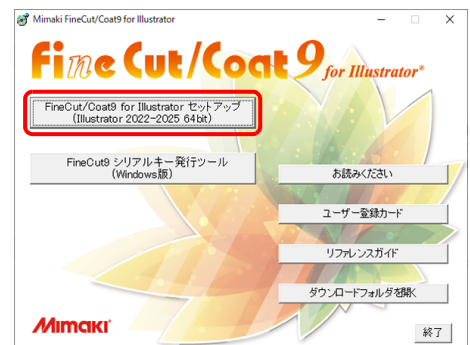 Mimaki FineCut/Coat9 for Illustrator
Fine Cut/Coat 9 for Illustrator®
FineCut/Coat9 for Illustrator セットアップ
(Illustrator 2022-2025 64bit)
FineCut9 シリアルキー発行ツール
(Windows版)
お読みください
ユーザー登録カード
リファレンスガイド
ダウンロードフォルダを開く
Mimaki
終了